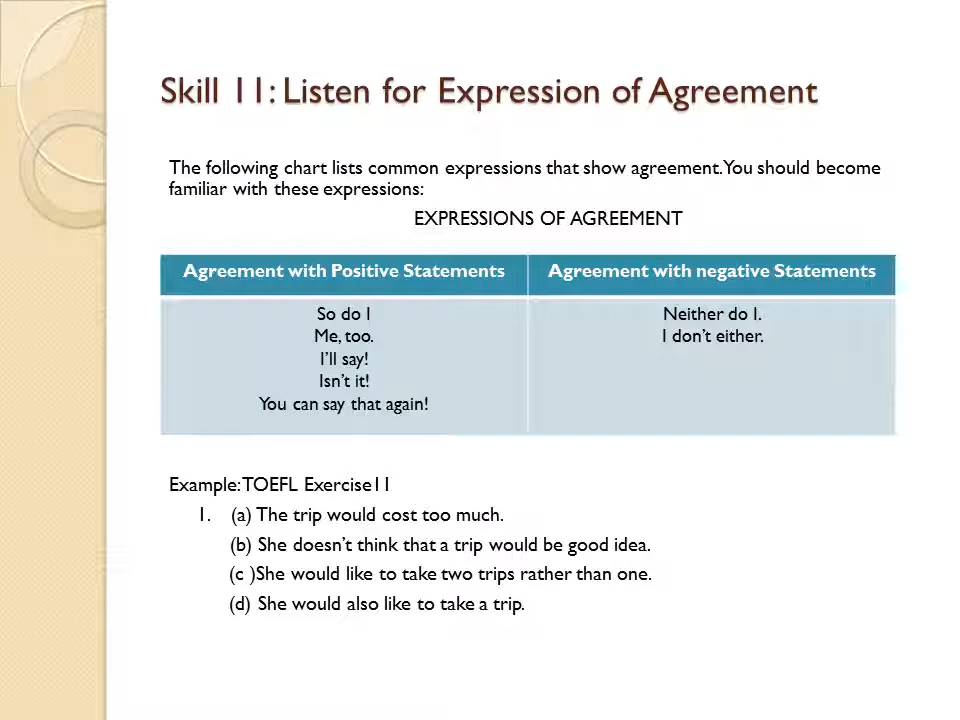 Skill 11: Listen for Expression of Agreement
The following chart lists common expressions that show agreement. You should become
familiar with these expressions:
EXPRESSIONS OF AGREEMENT
Agreement with Positive Statements
Agreement with negative Statements
So do I
Me, too.
I'll say!
Isn't it!
You can say that again!
Neither do I.
I don't either.
Example: TOEFL Exercise11
1. (a) The trip would cost too much.
(b) She doesn't think that a trip would be good idea.
(c )She would like to take two trips rather than one.
(d) She would also like to take a trip.